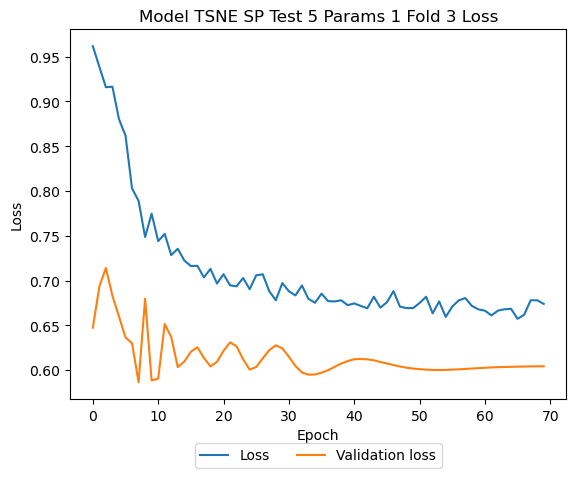 Model TSNE SP Test 5 Params 1 Fold 3 Loss
Loss
0.95
0.90
0.85
0.80
0.75
0.70
0.65
0.60
0 10 20 30 40 50 60 70
Epoch
Loss Validation loss